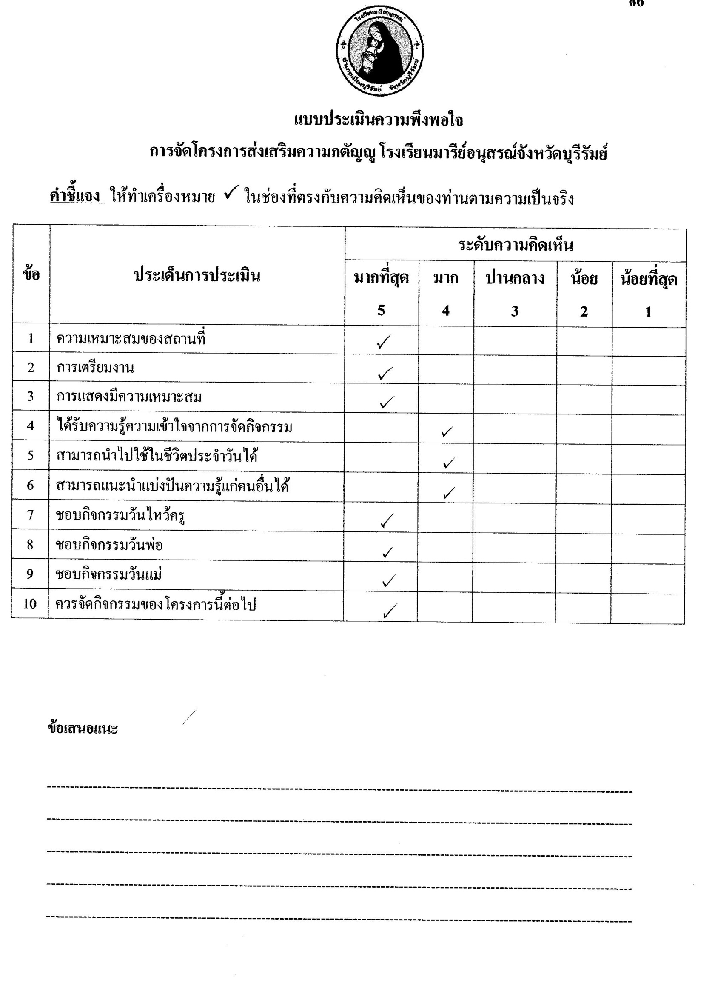 โรงเรียนมารีย์อนุสรณ์
อำเภอเมืองบุรีรัมย์ จังหวัดบุรีรัมย์
แบบประเมินความพึงพอใจ
การจัดโครงการส่งเสริมความกตัญญู โรงเรียนมารีย์อนุสรณ์จังหวัดบุรีรัมย์
คำชี้แจง ให้ทำเครื่องหมาย ✓ ในช่องที่ตรงกับความคิดเห็นของท่านตามความเป็นจริง
ข้อ ประเด็นการประเมิน ระดับความคิดเห็น
มากที่สุด มาก ปานกลาง น้อย น้อยที่สุด
5 4 3 2 1
1 ความเหมาะสมของสถานที่ ✓
2 การเตรียมงาน ✓
3 การแสดงมีความเหมาะสม ✓
4 ได้รับความรู้ความเข้าใจจากการจัดกิจกรรม ✓
5 สามารถนำไปใช้ในชีวิตประจำวันได้ ✓
6 สามารถแนะนำแบ่งปันความรู้แก่คนอื่นได้ ✓
7 ชอบกิจกรรมวันไหว้ครู ✓
8 ชอบกิจกรรมวันพ่อ ✓
9 ชอบกิจกรรมวันแม่ ✓
10 ควรจัดกิจกรรมของโครงการนี้ต่อไป ✓
ข้อเสนอแนะ